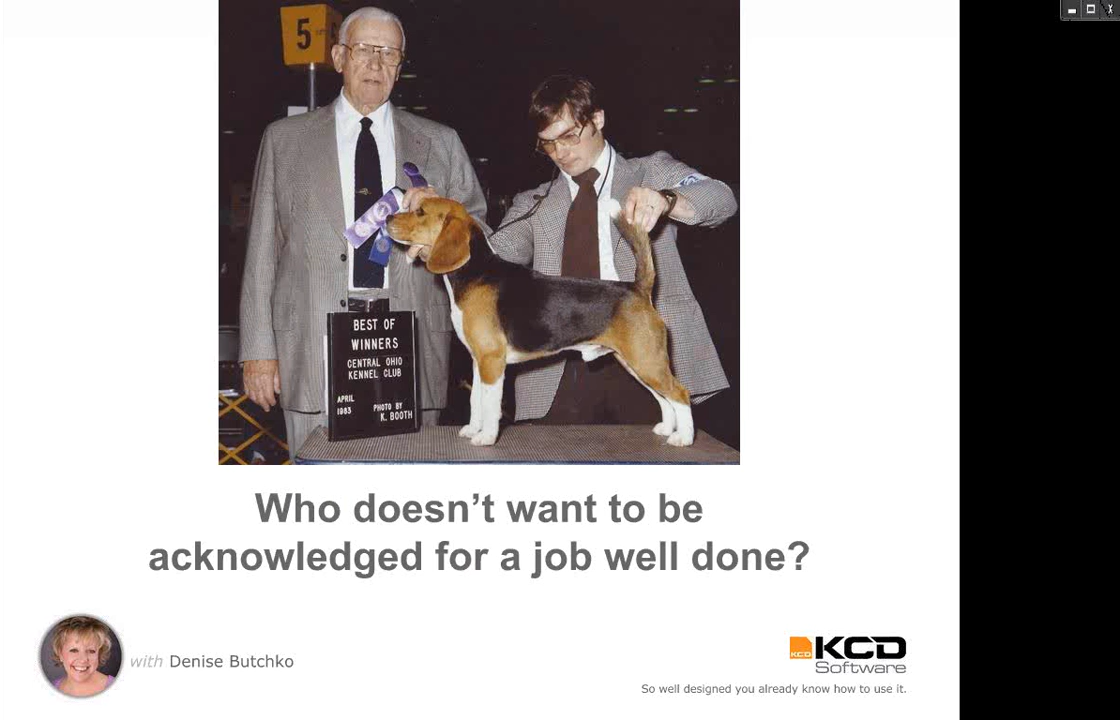 5
BEST OF
WINNERS
CENTRAL OHIO
KENNEL CLUB
APRIL
1983
PHOTO BY
K. BOOTH
Who doesn't want to be
acknowledged for a job well done?
with Denise Butchko
KCD
KCD
Software
So well designed you already know how to use it.